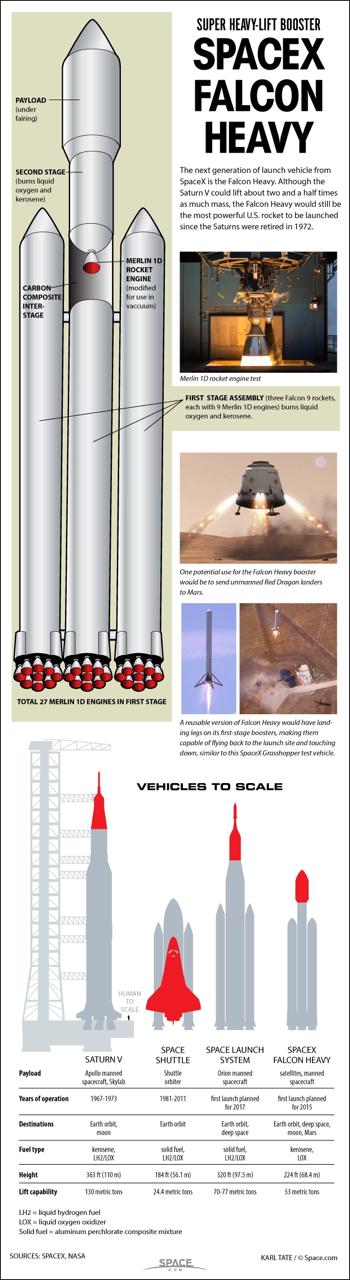 SUPER HEAVY-LIFT BOOSTER
SPACEX
FALCON
HEAVY
The next generation of launch vehicle from
SpaceX is the Falcon Heavy. Although the
Saturn V could lift about two and a half times
as much mass, the Falcon Heavy would still be
the most powerful U.S. rocket to be launched
since the Saturns were retired in 1972.
PAYLOAD
(under
fairing)
SECOND STAGE
(burns liquid
oxygen and
kerosene)
MERLIN 1D
ROCKET
ENGINE
(modified
for use in
vacuum)
CARBON
COMPOSITE
INTER-
STAGE
Merlin 1D rocket engine test
FIRST STAGE ASSEMBLY (three Falcon 9 rockets,
each with 9 Merlin 1D engines) burns liquid
oxygen and kerosene.
One potential use for the Falcon Heavy booster
would be to send unmanned Red Dragon landers
to Mars.
TOTAL 27 MERLIN 1D ENGINES IN FIRST STAGE
A reusable version of Falcon Heavy would have land-
ing legs on its first-stage boosters, making them
capable of flying back to the launch site and touching
down, similar to this SpaceX Grasshopper test vehicle.
VEHICLES TO SCALE
HUMAN
TO
SCALE
SATURN V
SPACE
SHUTTLE
SPACE LAUNCH
SYSTEM
SPACEX
FALCON HEAVY
Payload
Apollo manned
spacecraft, Skylab
Shuttle
orbiter
Orion manned
spacecraft
satellites, manned
spacecraft
Years of operation
1967-1973
1981-2011
first launch planned
for 2017
first launch planned
for 2015
Destinations
Earth orbit,
moon
Earth orbit
Earth orbit,
deep space
Earth orbit, deep space,
moon, Mars
Fuel type
kerosene,
LH2/LOX
solid fuel,
LH2/LOX
solid fuel,
LH2/LOX
kerosene,
LOX
Height
363 ft (110 m)
184 ft (56.1 m)
320 ft (97.5 m)
224 ft (68.4 m)
Lift capability
130 metric tons
24.4 metric tons
70-77 metric tons
53 metric tons
LH2 = liquid hydrogen fuel
LOX = liquid oxygen oxidizer
Solid fuel = aluminum perchlorate composite mixture
SOURCES: SPACEX, NASA
SPACE
.COM
KARL TATE / © Space.com